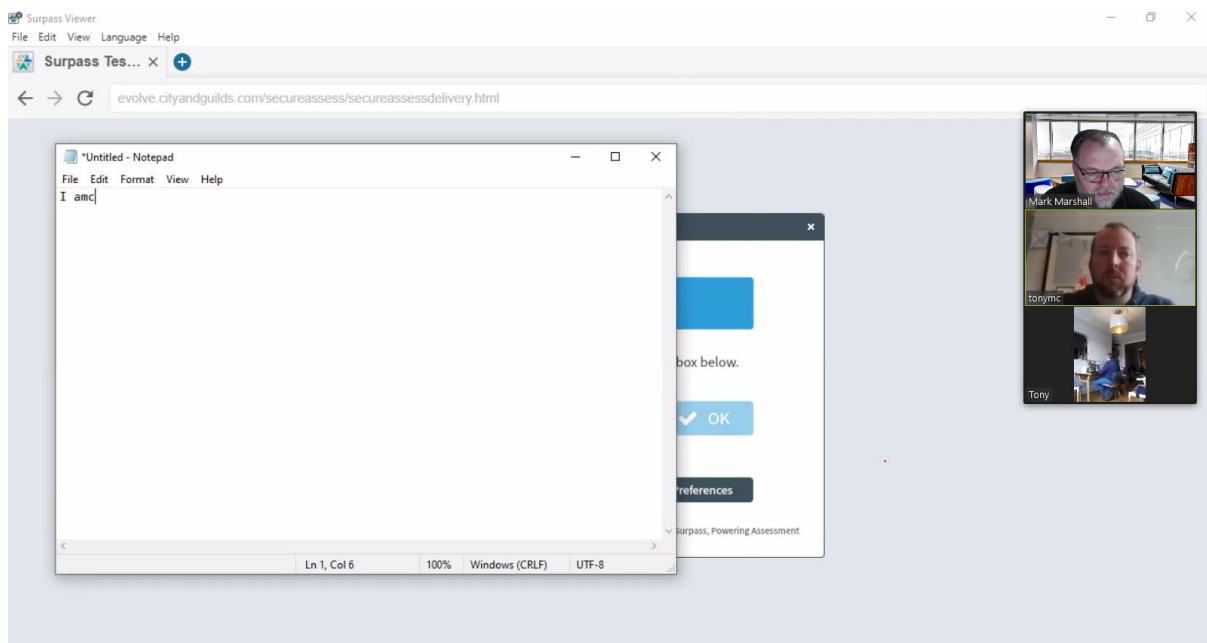 Surpass Viewer
File Edit View Language Help
Surpass Tes...
evolve.cityandguilds.com/secureassess/secureassessdelivery.html
*Untitled - Notepad
File Edit Format View Help
I amc
box below.
OK
Preferences
Surpass, Powering Assessment
Ln 1, Col 6 100% Windows (CRLF) UTF-8
Mark Marshall
tonymc
Tony